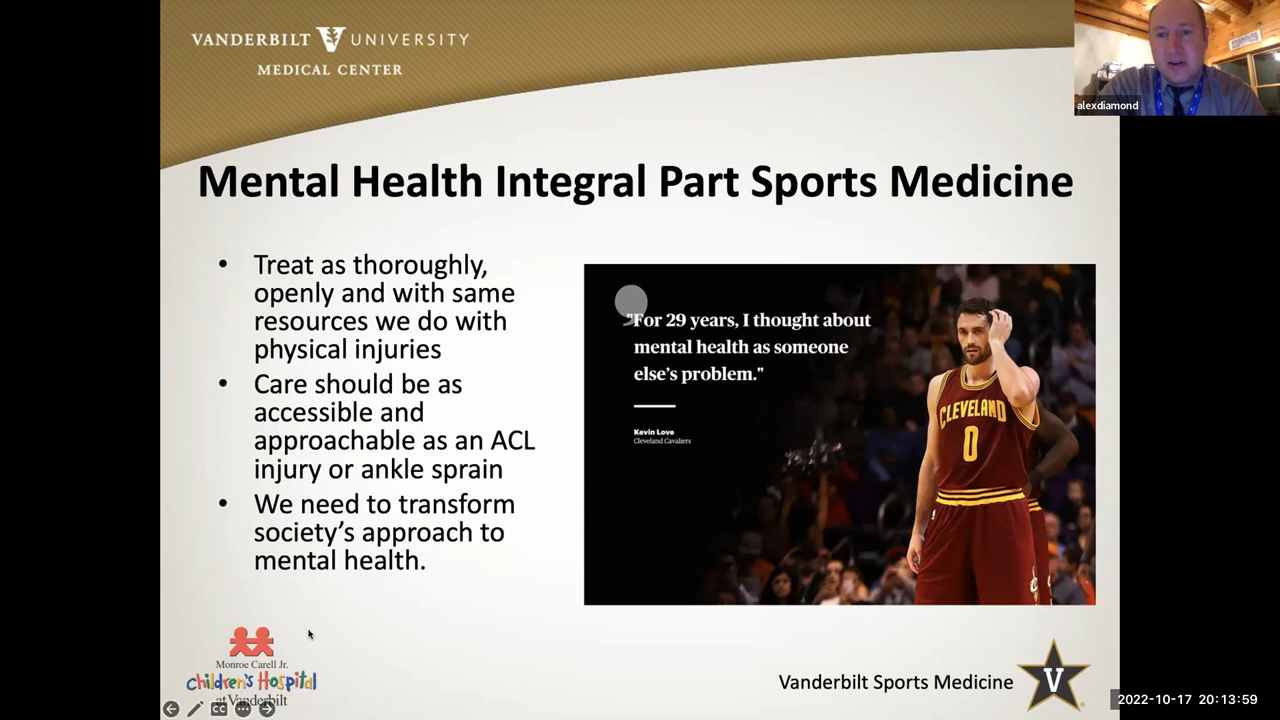 VANDERBILT V UNIVERSITY
MEDICAL CENTER
alexdiamond
Mental Health Integral Part Sports Medicine
• Treat as thoroughly,
openly and with same
resources we do with
physical injuries
• Care should be as
accessible and
approachable as an ACL
injury or ankle sprain
• We need to transform
society’s approach to
mental health.
"For 29 years, I thought about
mental health as someone
else’s problem."
Kevin Love
Cleveland Cavaliers
CLEVELAND
0
Monroe Carell Jr.
Children's Hospital
at Vanderbilt
CC
Vanderbilt Sports Medicine
V
2022-10-17 20:13:59